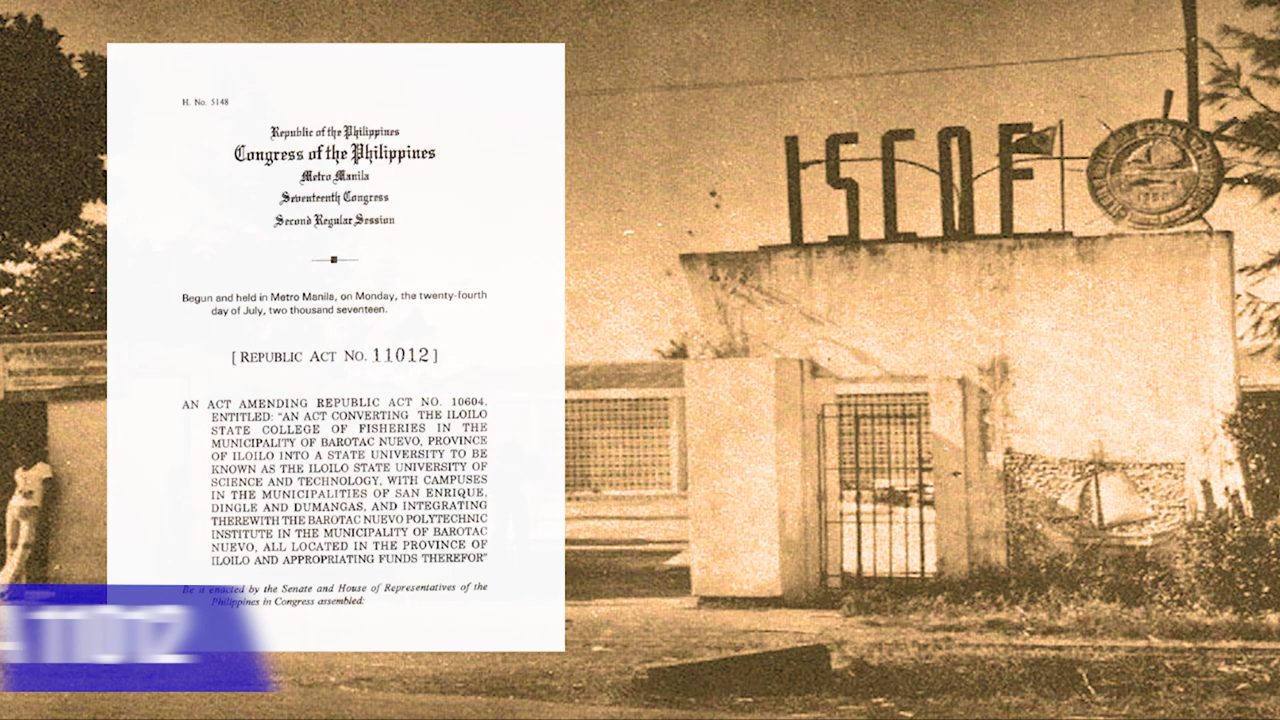 H. No. 5148
Republic of the Philippines
Congress of the Philippines
Metro Manila
Seventeenth Congress
Second Regular Session
Begun and held in Metro Manila, on Monday, the twenty-fourth
day of July, two thousand seventeen.
[REPUBLIC ACT NO. 11012]
AN ACT AMENDING REPUBLIC ACT NO. 10604,
ENTITLED: "AN ACT CONVERTING THE ILOILO
STATE COLLEGE OF FISHERIES IN THE
MUNICIPALITY OF BAROTAC NUEVO, PROVINCE
OF ILOILO INTO A STATE UNIVERSITY TO BE
KNOWN AS THE ILOILO STATE UNIVERSITY OF
SCIENCE AND TECHNOLOGY, WITH CAMPUSES
IN THE MUNICIPALITIES OF SAN ENRIQUE,
DINGLE AND DUMANGAS, AND INTEGRATING
THEREWITH THE BAROTAC NUEVO POLYTECHNIC
INSTITUTE IN THE MUNICIPALITY OF BAROTAC
NUEVO, ALL LOCATED IN THE PROVINCE OF
ILOILO AND APPROPRIATING FUNDS THEREFOR"
Be it enacted by the Senate and House of Representatives of the
Philippines in Congress assembled:
ISCOF